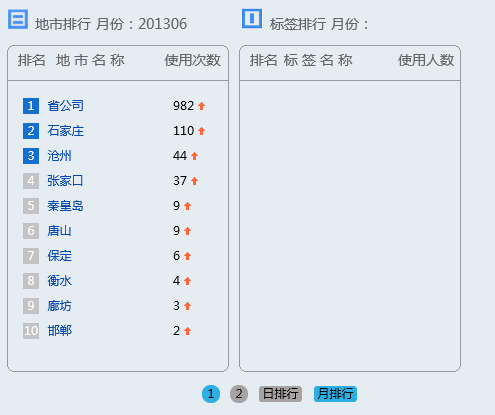 地市排行 月份：201306
排名 地 市 名 称 使用次数
1 省公司 982
2 石家庄 110
3 沧州 44
4 张家口 37
5 秦皇岛 9
6 唐山 9
7 保定 6
8 衡水 4
9 廊坊 3
10 邯郸 2
标签排行 月份：
排名 标 签 名 称 使用人数
1 2 日排行 月排行